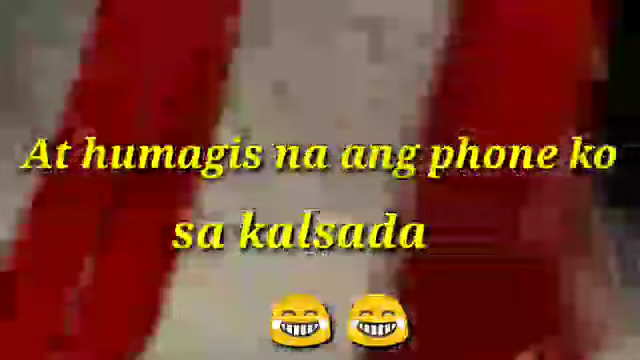 At humagis na ang phone ko
sa kalsada
😂 😂